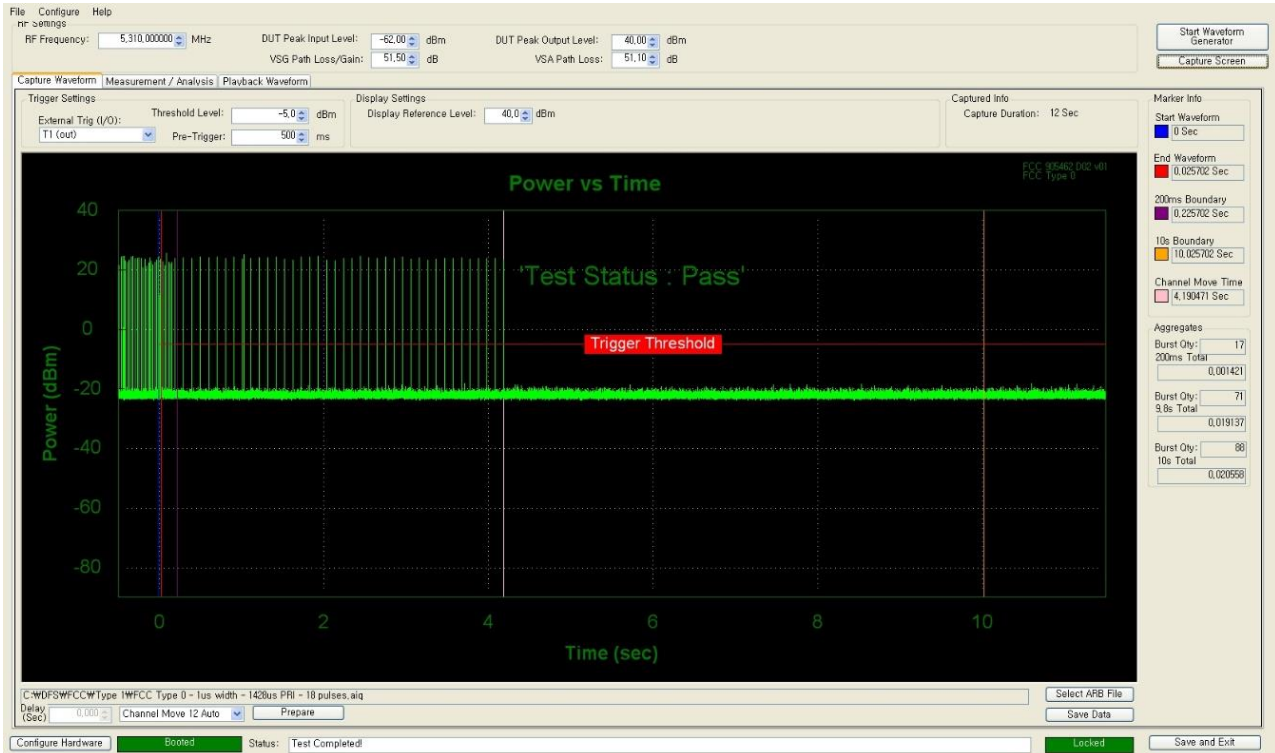 File Configure Help
RF Settings
RF Frequency: 5,310,000000 MHz DUT Peak Input Level: -62,00 dBm DUT Peak Output Level: 40,00 dBm
VSG Path Loss/Gain: 51,50 dB VSA Path Loss: 51,10 dB
Start Waveform Generator
Capture Screen
Capture Waveform Measurement / Analysis Playback Waveform
Trigger Settings
External Trig (I/O):
T1 (out)
Threshold Level: -5,0 dBm
Pre-Trigger: 500 ms
Display Settings
Display Reference Level: 40,0 dBm
Captured Info
Capture Duration: 12 Sec
Power vs Time
FCC 905462 D02 v01
FCC Type 0
'Test Status : Pass'
Trigger Threshold
Power (dBm)
40
20
0
-20
-40
-60
-80
0 2 4 6 8 10
Time (sec)
Marker Info
Start Waveform
0 Sec
End Waveform
0,025702 Sec
200ms Boundary
0,225702 Sec
10s Boundary
10,025702 Sec
Channel Move Time
4,190471 Sec
Aggregates
Burst Qty: 17
200ms Total
0,001421
Burst Qty: 71
9,8s Total
0,019137
Burst Qty: 88
10s Total
0,020558
C:₩DFS₩FCC₩Type 1₩FCC Type 0 - 1us width - 1428us PRI - 18 pulses.aiq
Select ARB File
Delay (Sec) 0,000 Channel Move 12 Auto Prepare
Save Data
Configure Hardware Booted Status: Test Completed! Locked Save and Exit